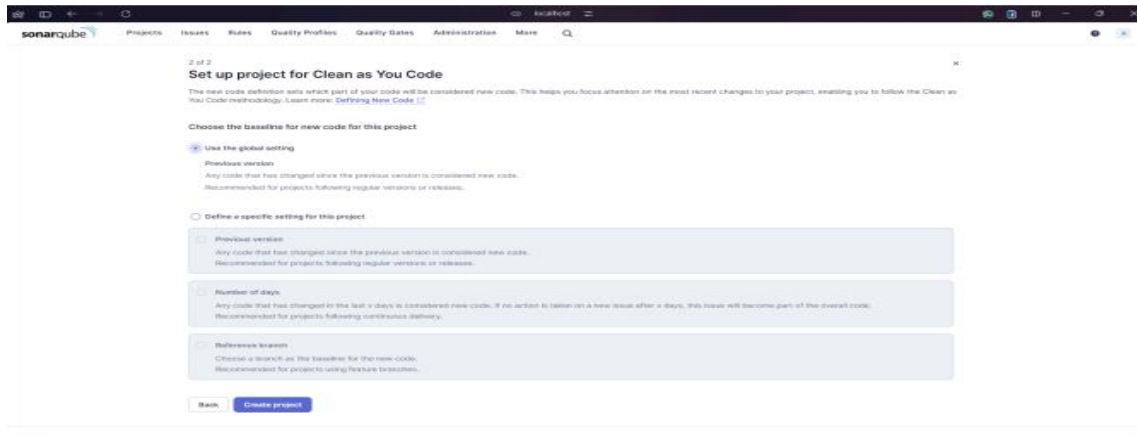 localhost
sonarqube Projects Issues Rules Quality Profiles Quality Gates Administration More
2 of 2
Set up project for Clean as You Code
The new code definition sets which part of your code will be considered new code. This helps you focus attention on the most recent changes to your project, enabling you to follow the Clean as
You Code methodology. Learn more: Defining New Code
Choose the baseline for new code for this project
Use the global setting
Previous version
Any code that has changed since the previous version is considered new code.
Recommended for projects following regular versions or releases.
Define a specific setting for this project
Previous version
Any code that has changed since the previous version is considered new code.
Recommended for projects following regular versions or releases.
Number of days
Any code that has changed in the last x days is considered new code. If no action is taken on a new issue after x days, this issue will become part of the overall code.
Recommended for projects following continuous delivery.
Reference branch
Choose a branch as the baseline for the new code.
Recommended for projects using feature branches.
Back Create project